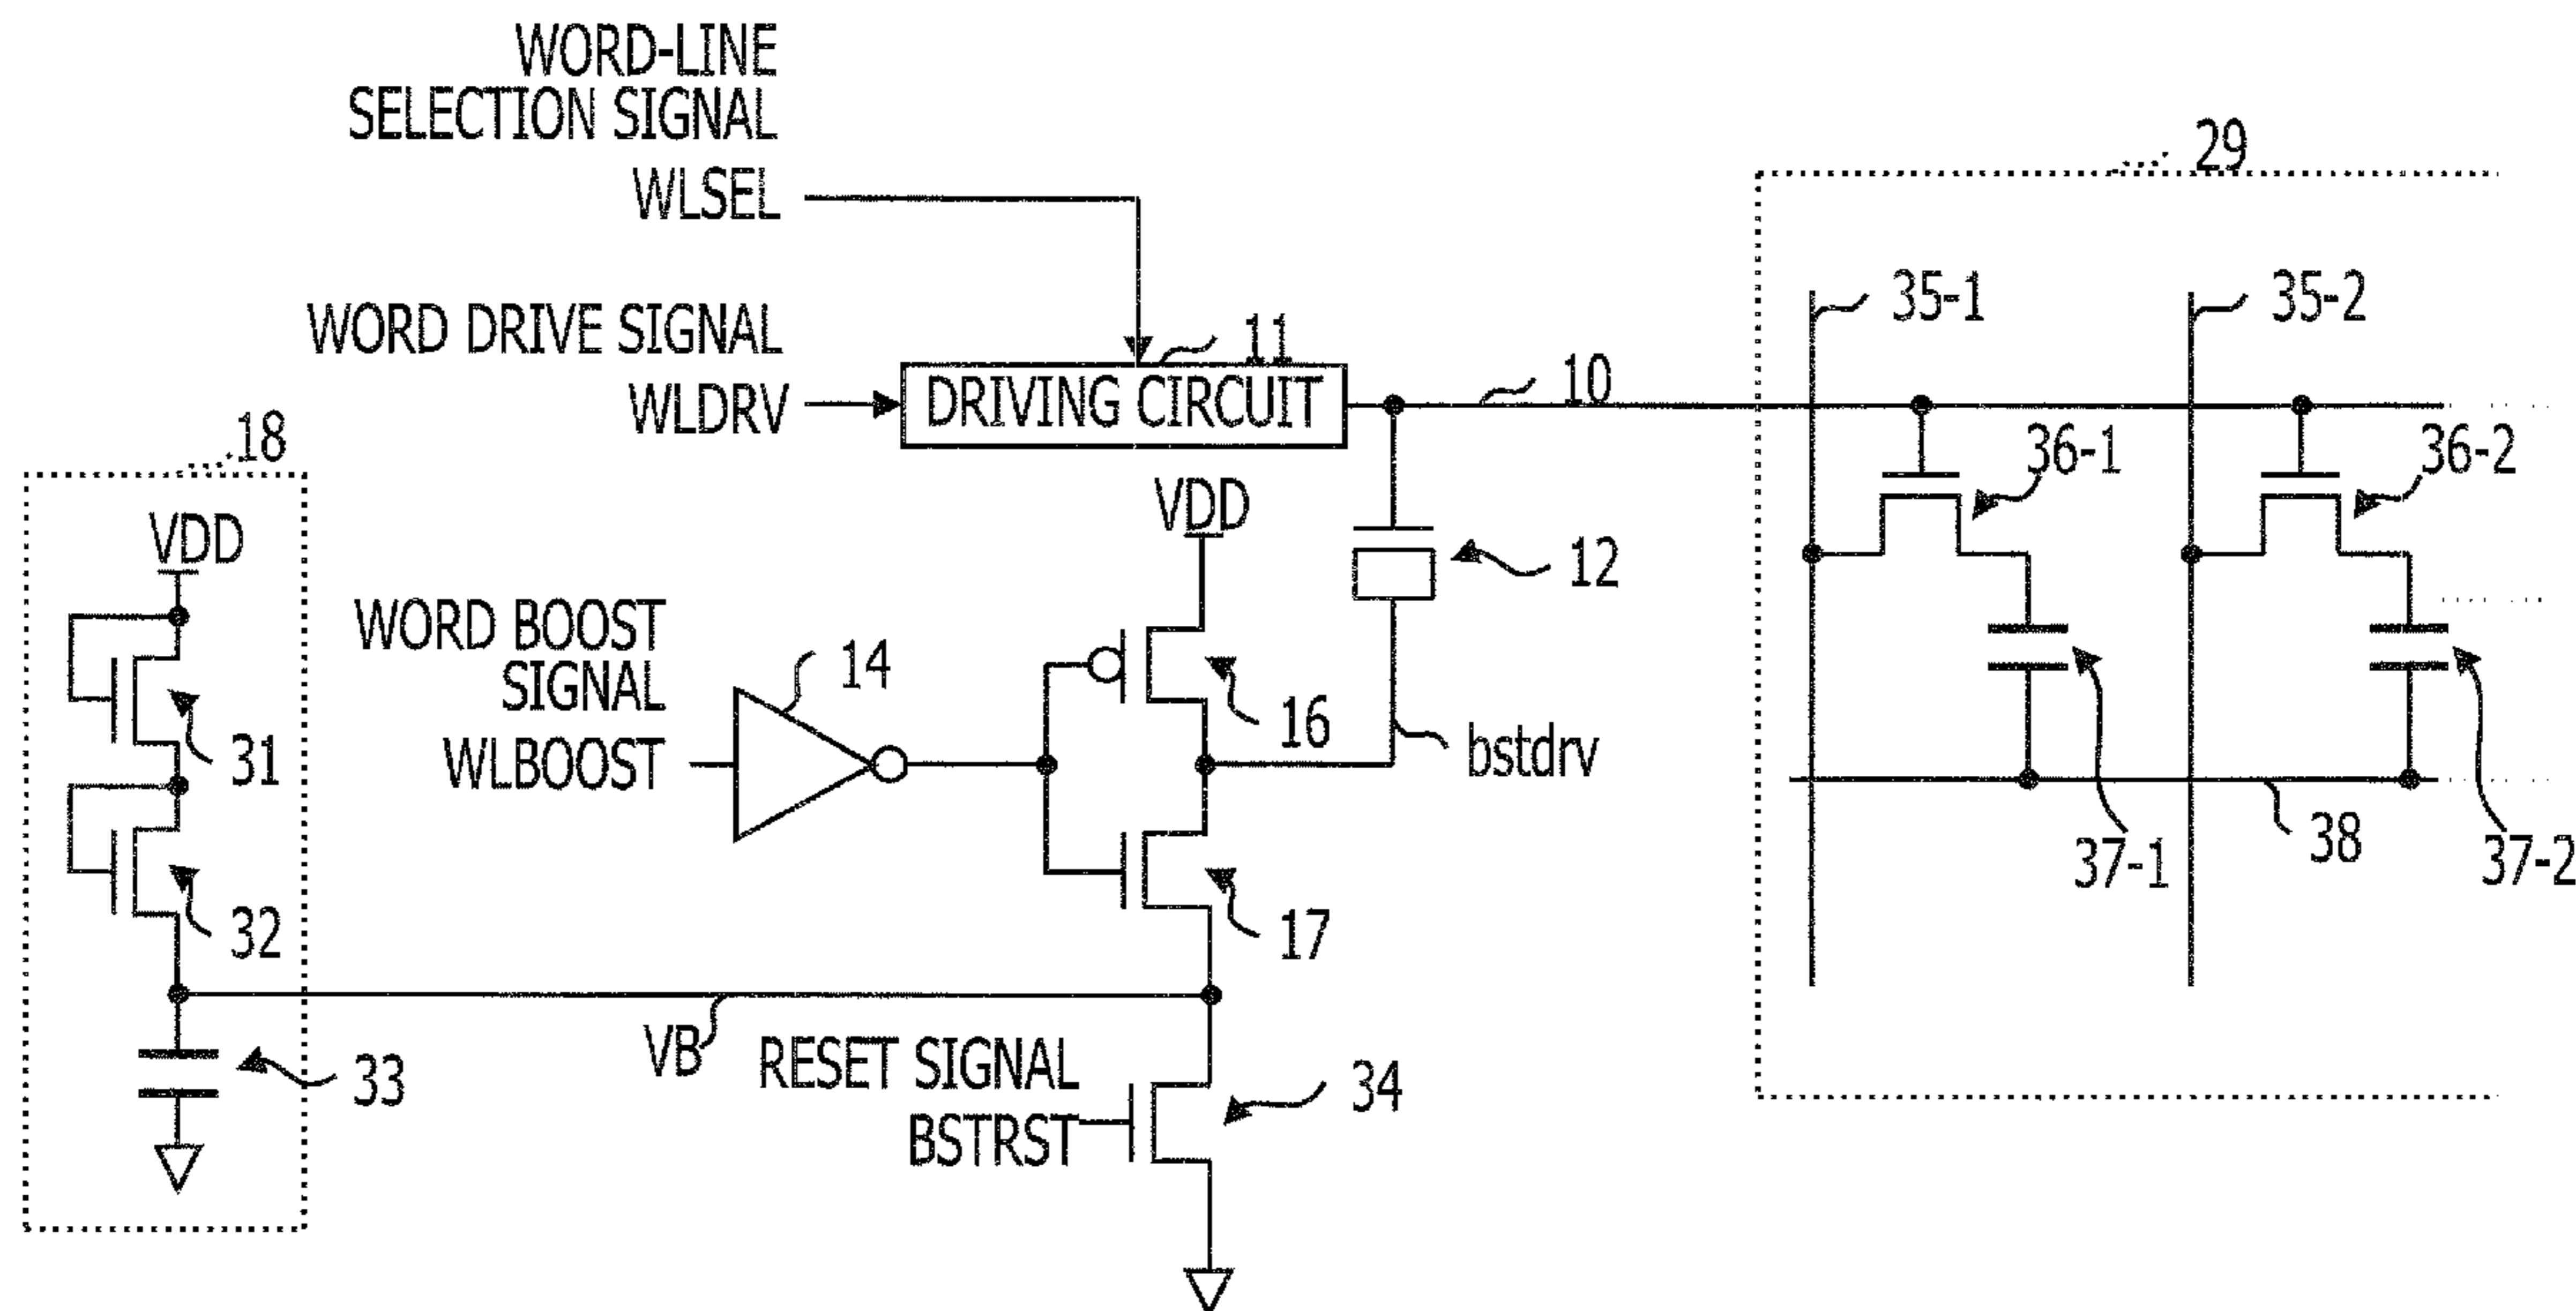 WORD-LINE
SELECTION SIGNAL
WLSEL
29
35-1
35-2
WORD DRIVE SIGNAL
WLDRV
11
DRIVING CIRCUIT
10
18
36-1
36-2
VDD
VDD
12
WORD BOOST
SIGNAL
WLBOOST
14
16
bstdrv
31
38
37-1
37-2
32
17
VB
RESET SIGNAL
BSTRST
33
34